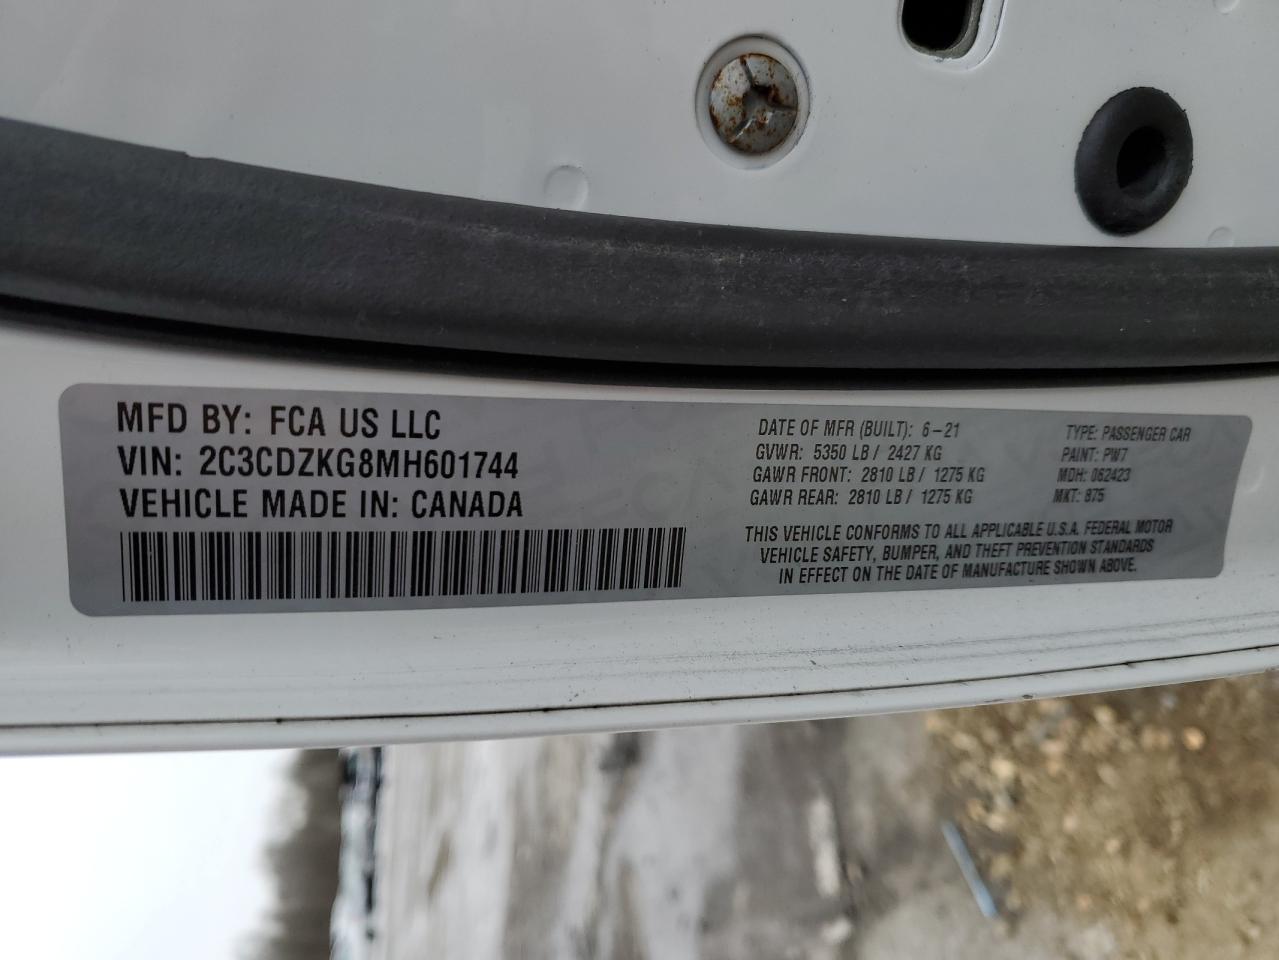 MFD BY: FCA US LLC
VIN: 2C3CDZKG8MH601744
VEHICLE MADE IN: CANADA
DATE OF MFR (BUILT): 6-21
GVWR: 5350 LB / 2427 KG
GAWR FRONT: 2810 LB / 1275 KG
GAWR REAR: 2810 LB / 1275 KG
TYPE: PASSENGER CAR
PAINT: PW7
MDH: 062423
MKT: 875
THIS VEHICLE CONFORMS TO ALL APPLICABLE U.S.A. FEDERAL MOTOR
VEHICLE SAFETY, BUMPER, AND THEFT PREVENTION STANDARDS
IN EFFECT ON THE DATE OF MANUFACTURE SHOWN ABOVE.